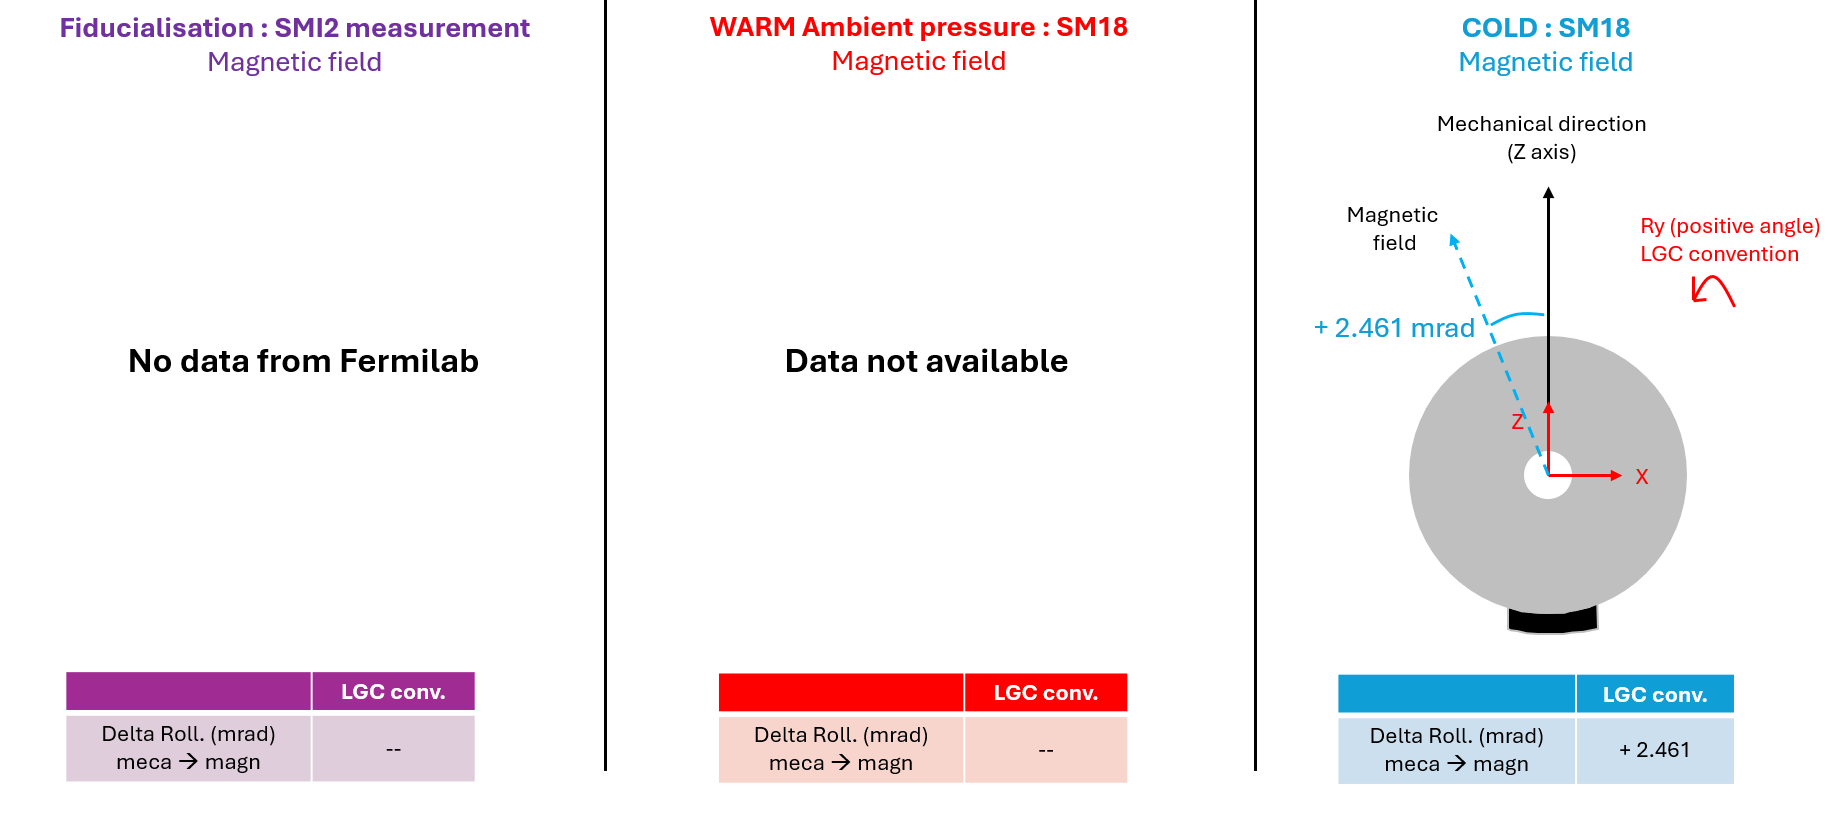 Fiducialisation : SMI2 measurement
Magnetic field
No data from Fermilab
LGC conv.
Delta Roll. (mrad)
meca → magn
--
WARM Ambient pressure : SM18
Magnetic field
Data not available
LGC conv.
Delta Roll. (mrad)
meca → magn
--
COLD : SM18
Magnetic field
Mechanical direction
(Z axis)
Magnetic
field
Ry (positive angle)
LGC convention
+ 2.461 mrad
Z
X
LGC conv.
Delta Roll. (mrad)
meca → magn
+ 2.461